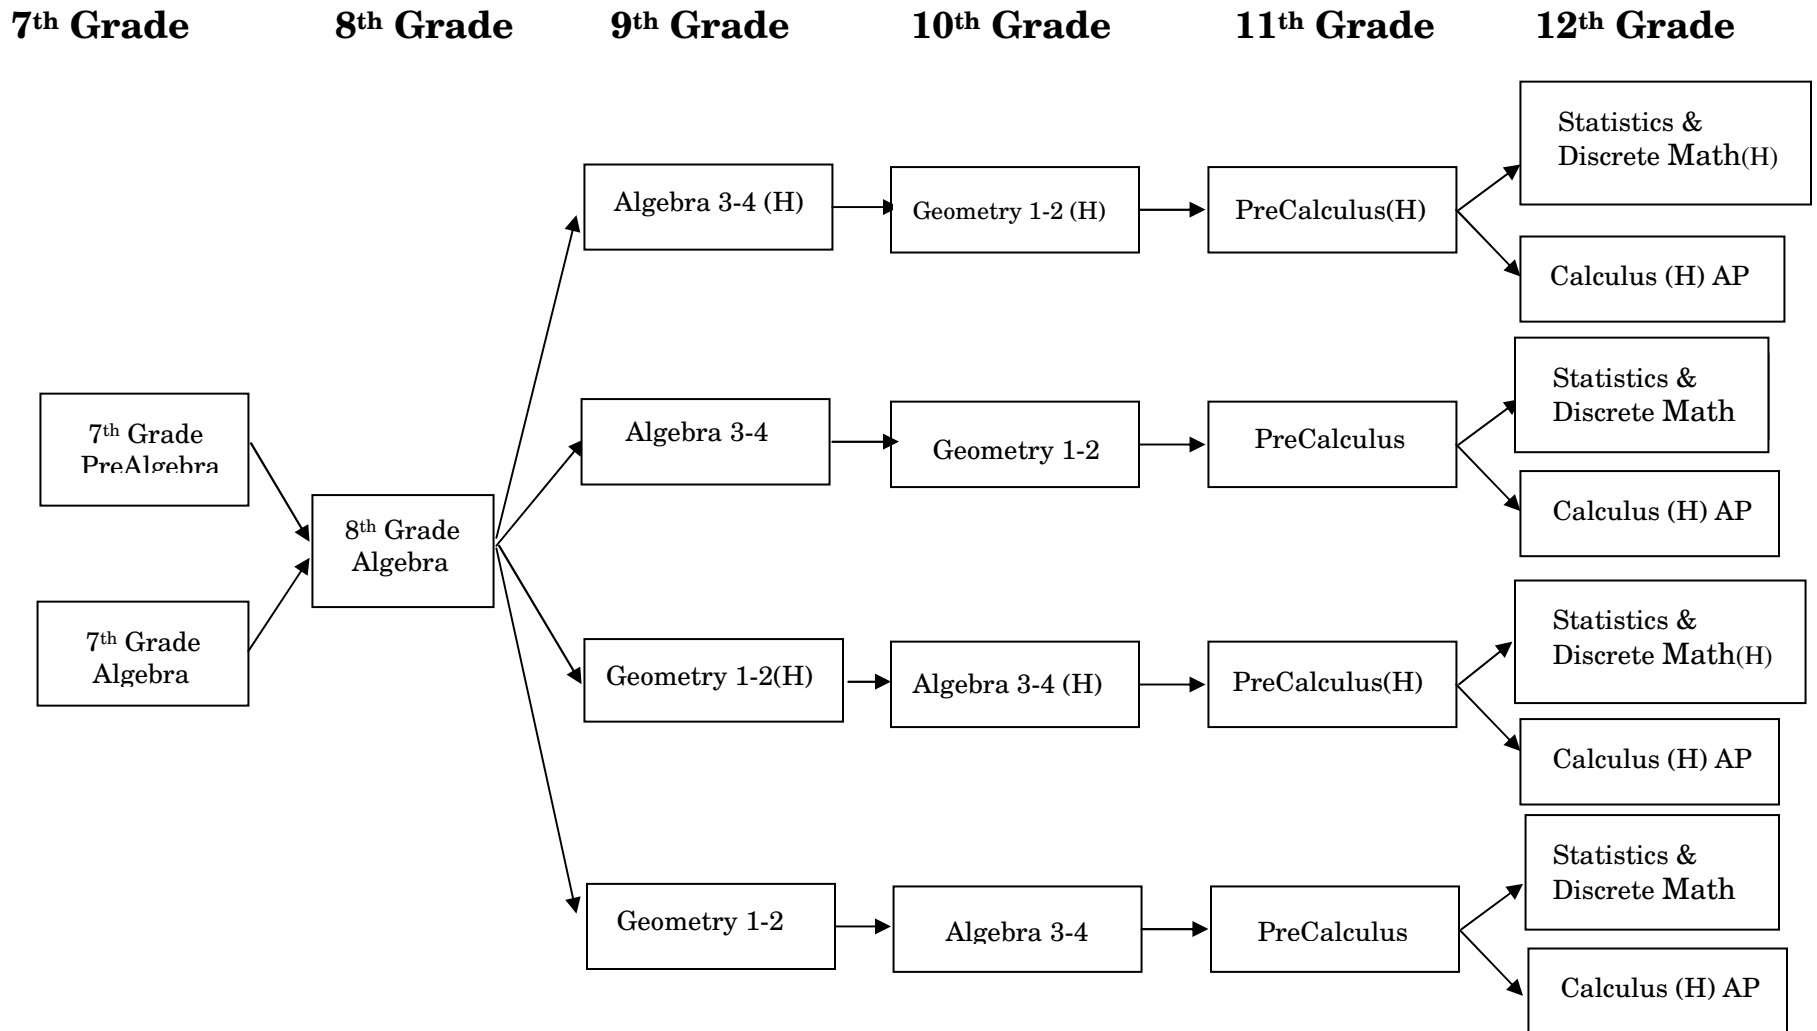 7th Grade 8th Grade 9th Grade 10th Grade 11th Grade 12th Grade
Statistics &
Discrete Math(H)
Algebra 3-4 (H)
Geometry 1-2 (H)
PreCalculus(H)
Calculus (H) AP
Statistics &
Discrete Math
7th Grade
PreAlgebra
Algebra 3-4
Geometry 1-2
PreCalculus
Calculus (H) AP
8th Grade
Algebra
7th Grade
Algebra
Statistics &
Discrete Math(H)
Geometry 1-2(H)
Algebra 3-4 (H)
PreCalculus(H)
Calculus (H) AP
Statistics &
Discrete Math
Geometry 1-2
Algebra 3-4
PreCalculus
Calculus (H) AP